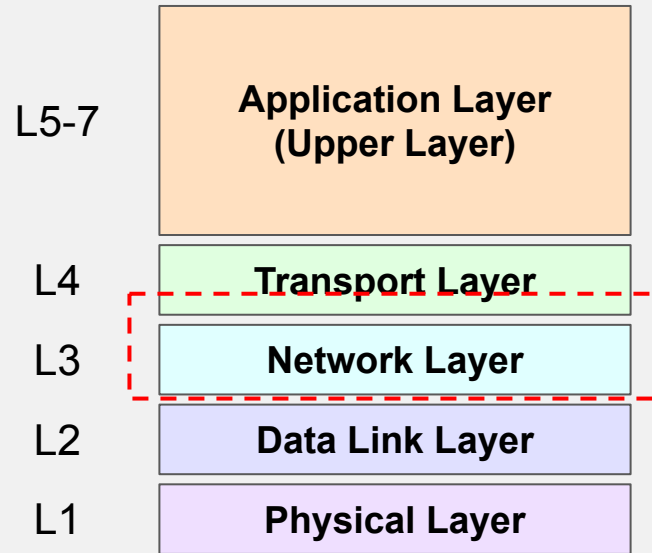 L5-7
Application Layer
(Upper Layer)
L4
Transport Layer
L3
Network Layer
L2
Data Link Layer
L1
Physical Layer